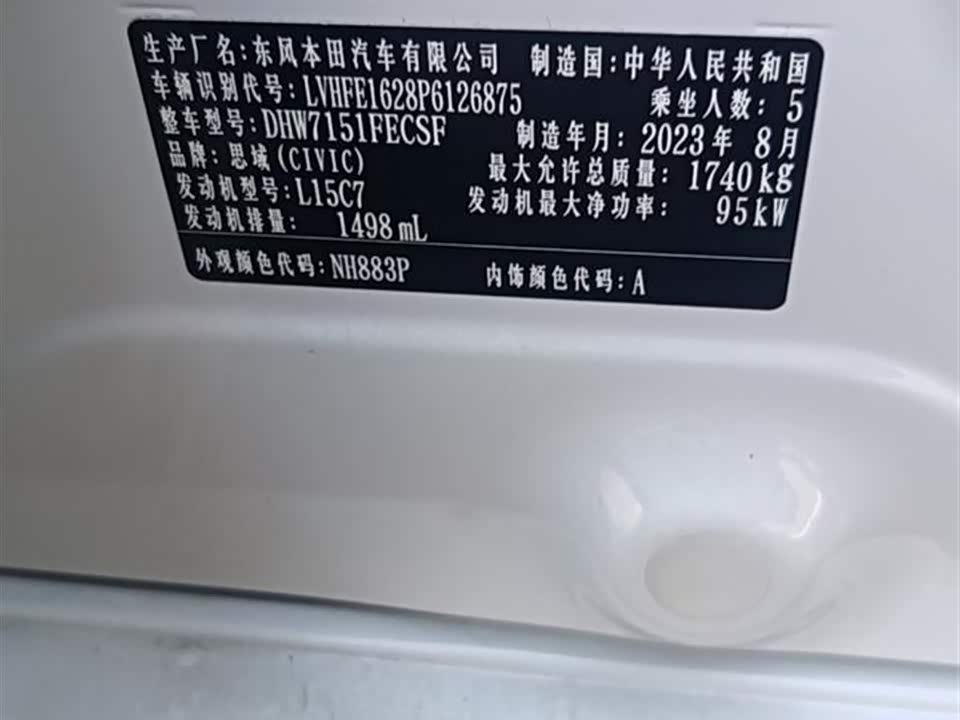 生产厂名:东风本田汽车有限公司 制造国:中华人民共和国
车辆识别代号:LVHFE1628P6126875 乘坐人数:5
整车型号:DHW7151FECSF 制造年月:2023年 8月
品牌:思域(CIVIC) 最大允许总质量:1740kg
发动机型号:L15C7 发动机最大净功率:95kW
发动机排量:1498mL
外观颜色代码:NH883P 内饰颜色代码:A